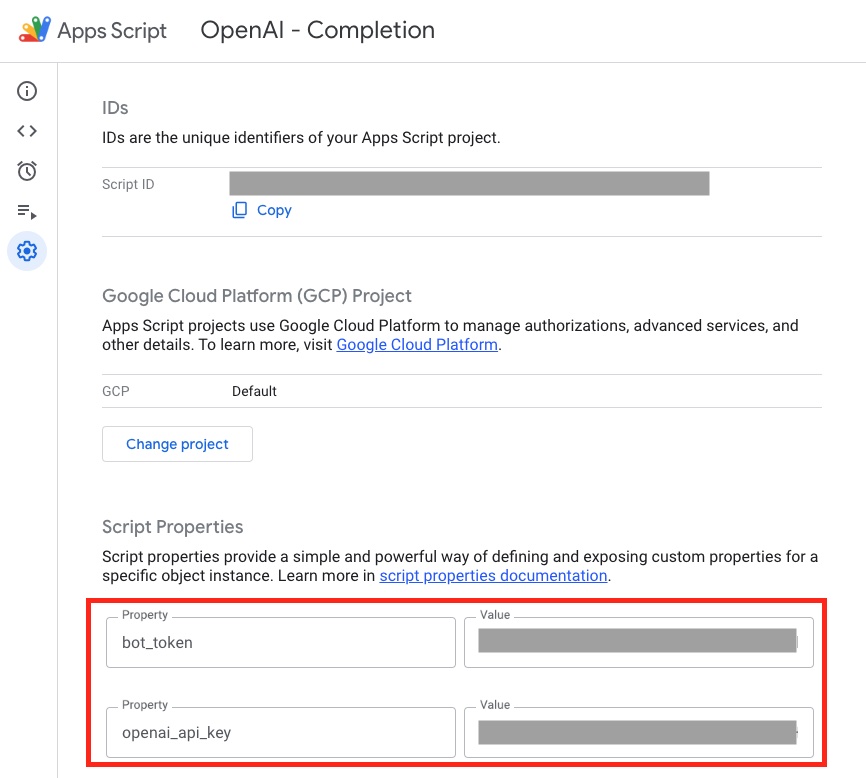 Apps Script
OpenAI - Completion
IDs
IDs are the unique identifiers of your Apps Script project.
Script ID
Copy
Google Cloud Platform (GCP) Project
Apps Script projects use Google Cloud Platform to manage authorizations, advanced services, and
other details. To learn more, visit Google Cloud Platform.
GCP
Default
Change project
Script Properties
Script properties provide a simple and powerful way of defining and exposing custom properties for a
specific object instance. Learn more in script properties documentation.
Property
Value
bot_token
Property
Value
openai_api_key